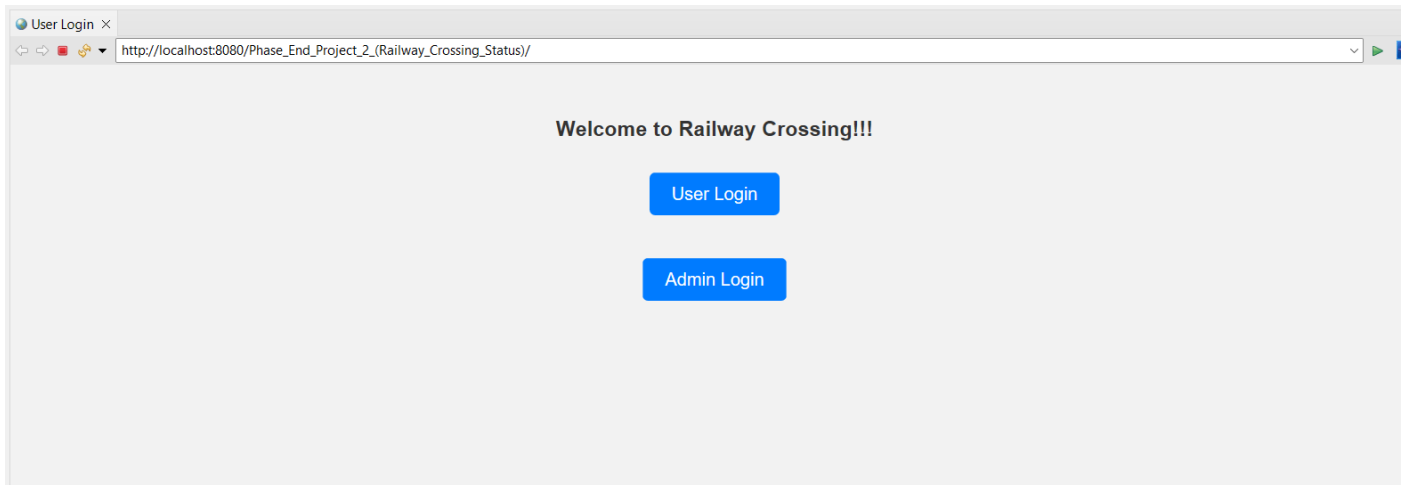 User Login
http://localhost:8080/Phase_End_Project_2_(Railway_Crossing_Status)/
Welcome to Railway Crossing!!!
User Login
Admin Login